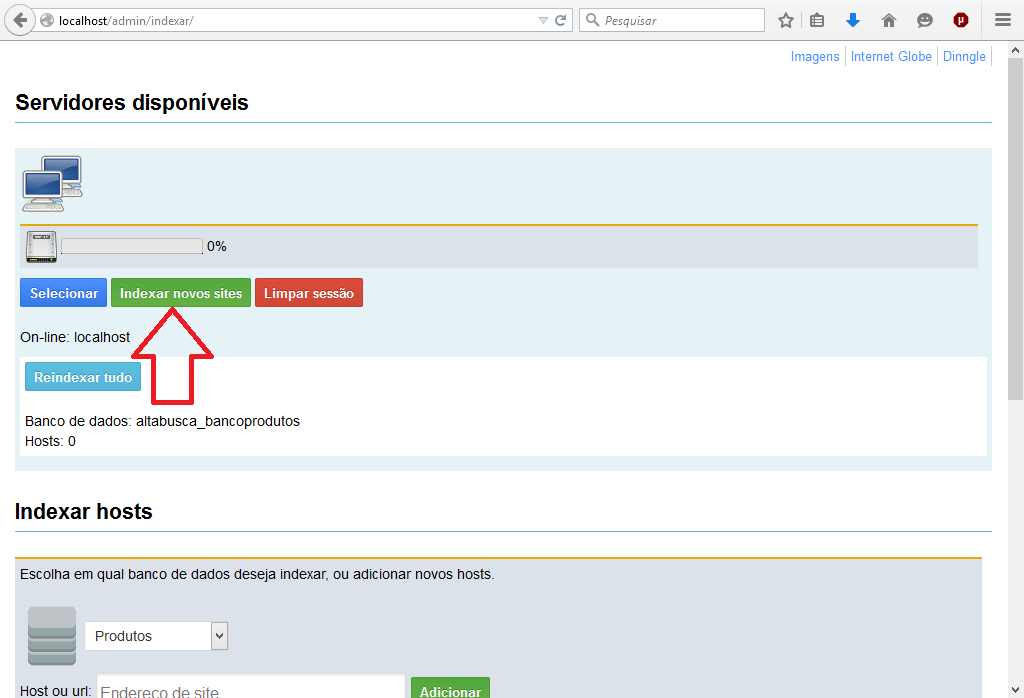 localhost/admin/indexar/
Pesquisar
Imagens Internet Globe Dinngle
Servidores disponíveis
0%
Selecionar Indexar novos sites Limpar sessão
On-line: localhost
Reindexar tudo
Banco de dados: altabusca_bancoprodutos
Hosts: 0
Indexar hosts
Escolha em qual banco de dados deseja indexar, ou adicionar novos hosts.
Produtos
Host ou url: Endereço de site Adicionar